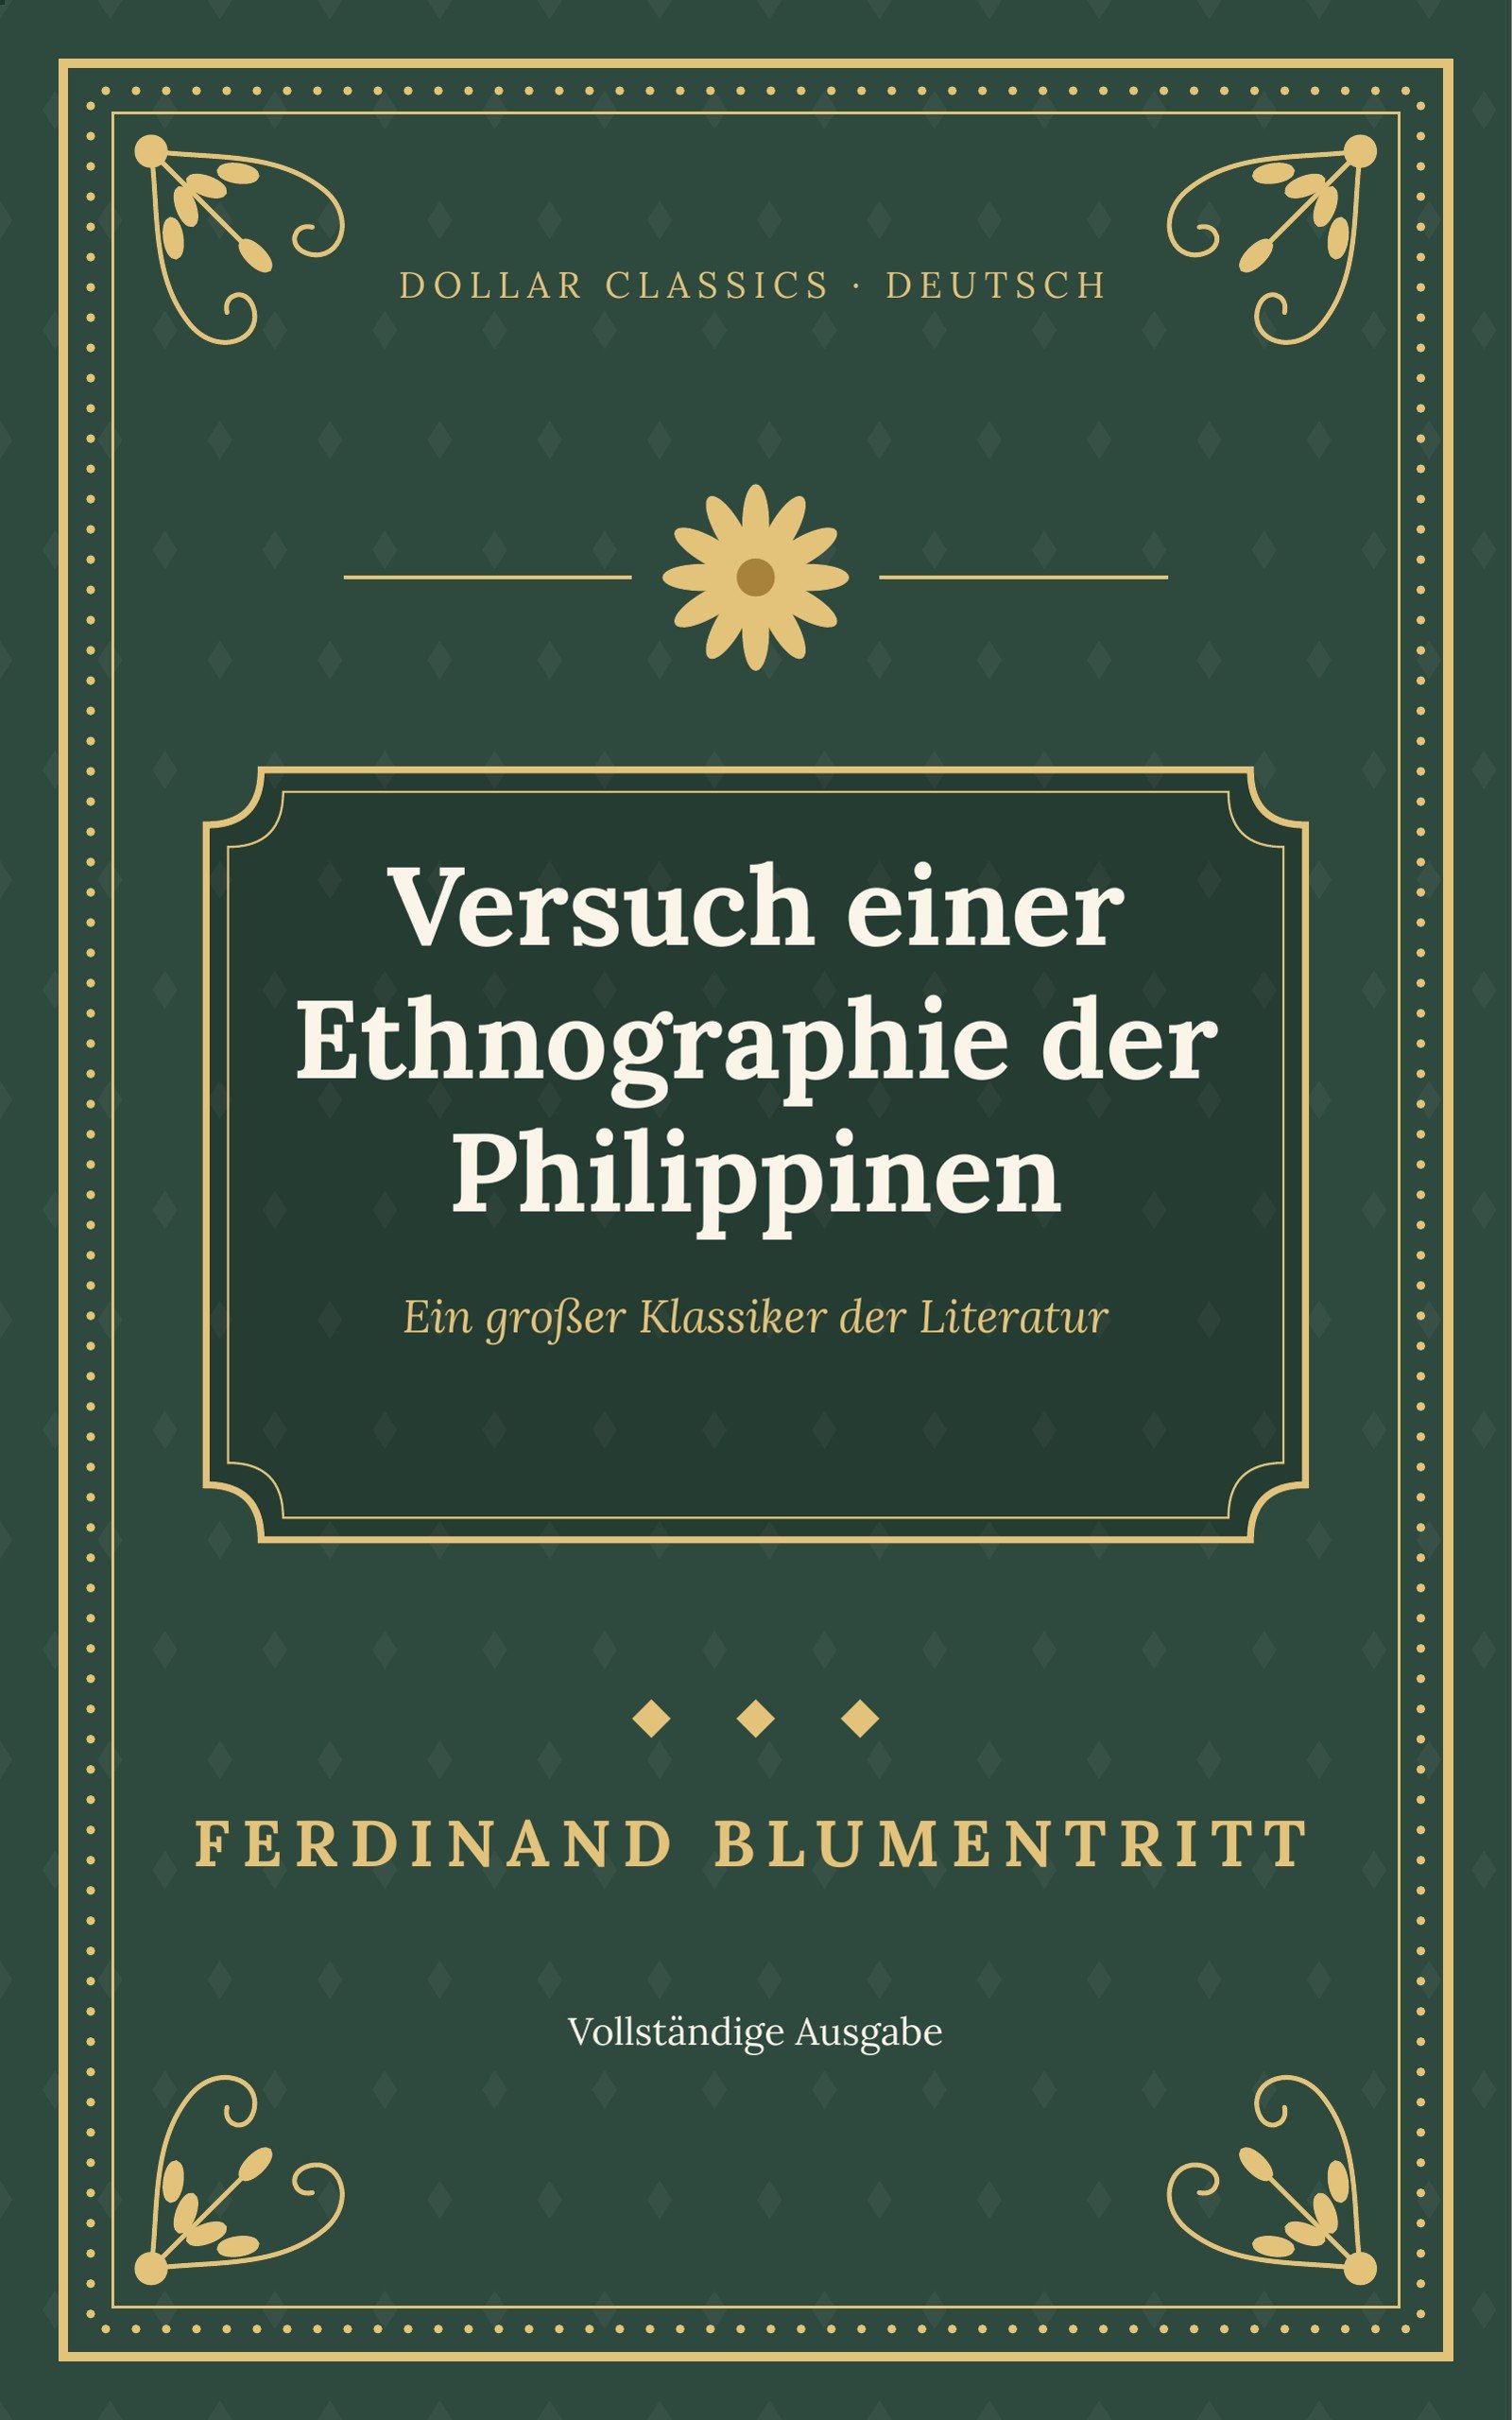 DOLLAR CLASSICS · DEUTSCH
Versuch einer
Ethnographie der
Philippinen
Ein großer Klassiker der Literatur
FERDINAND BLUMENTRITT
Vollständige Ausgabe